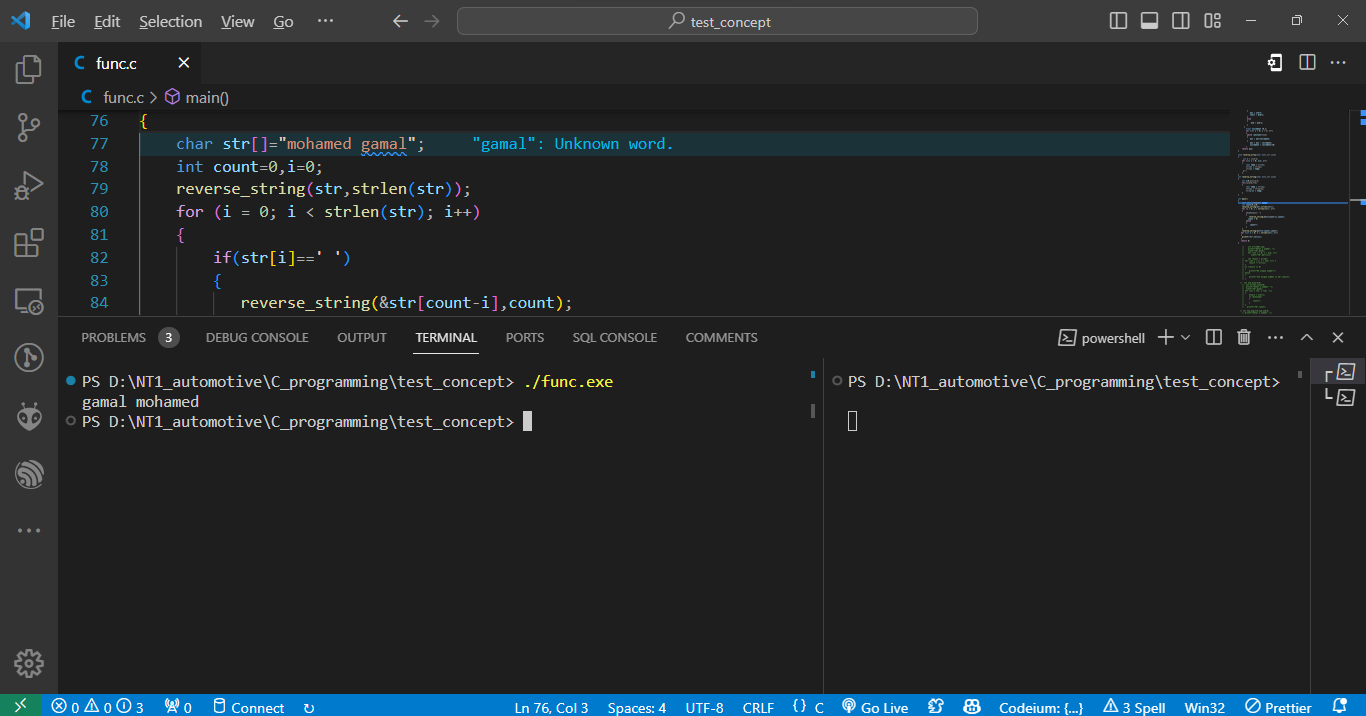 File Edit Selection View Go ··· test_concept
func.c
func.c > main()
76 {
77 char str[]="mohamed gamal"; "gamal": Unknown word.
78 int count=0,i=0;
79 reverse_string(str,strlen(str));
80 for (i = 0; i < strlen(str); i++)
81 {
82 if(str[i]==' ')
83 {
84 reverse_string(&str[count-i],count);
PROBLEMS 3 DEBUG CONSOLE OUTPUT TERMINAL PORTS SQL CONSOLE COMMENTS powershell
PS D:\NT1_automotive\C_programming\test_concept> ./func.exe
gamal mohamed
PS D:\NT1_automotive\C_programming\test_concept>
PS D:\NT1_automotive\C_programming\test_concept>
0 0 3 0 Connect Ln 76, Col 3 Spaces: 4 UTF-8 CRLF {} C Go Live Codeium: {...} 3 Spell Win32 Prettier